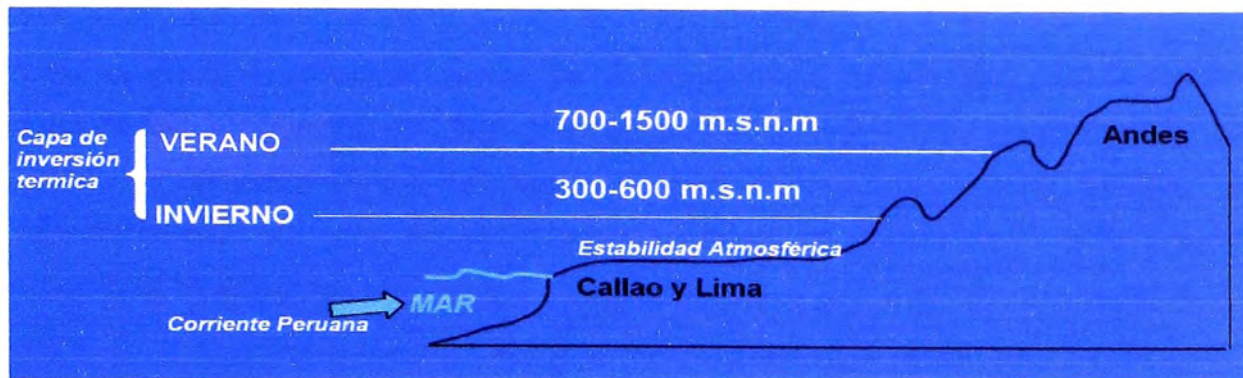 Capa de
inversión
termica
VERANO
INVIERNO
700-1500 m.s.n.m
300-600 m.s.n.m
Andes
Estabilidad Atmosférica
Callao y Lima
MAR
Corriente Peruana